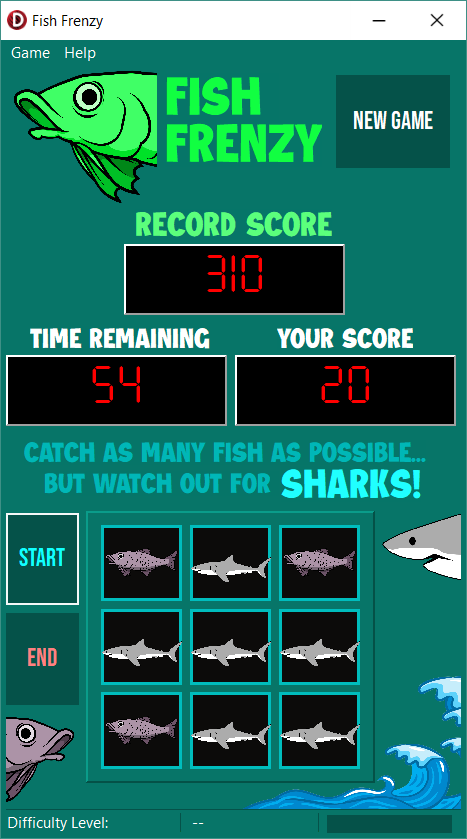 Fish Frenzy
Game Help
FISH
FRENZY
NEW GAME
RECORD SCORE
310
TIME REMAINING YOUR SCORE
54 20
CATCH AS MANY FISH AS POSSIBLE...
BUT WATCH OUT FOR SHARKS!
START
END
Difficulty Level: --